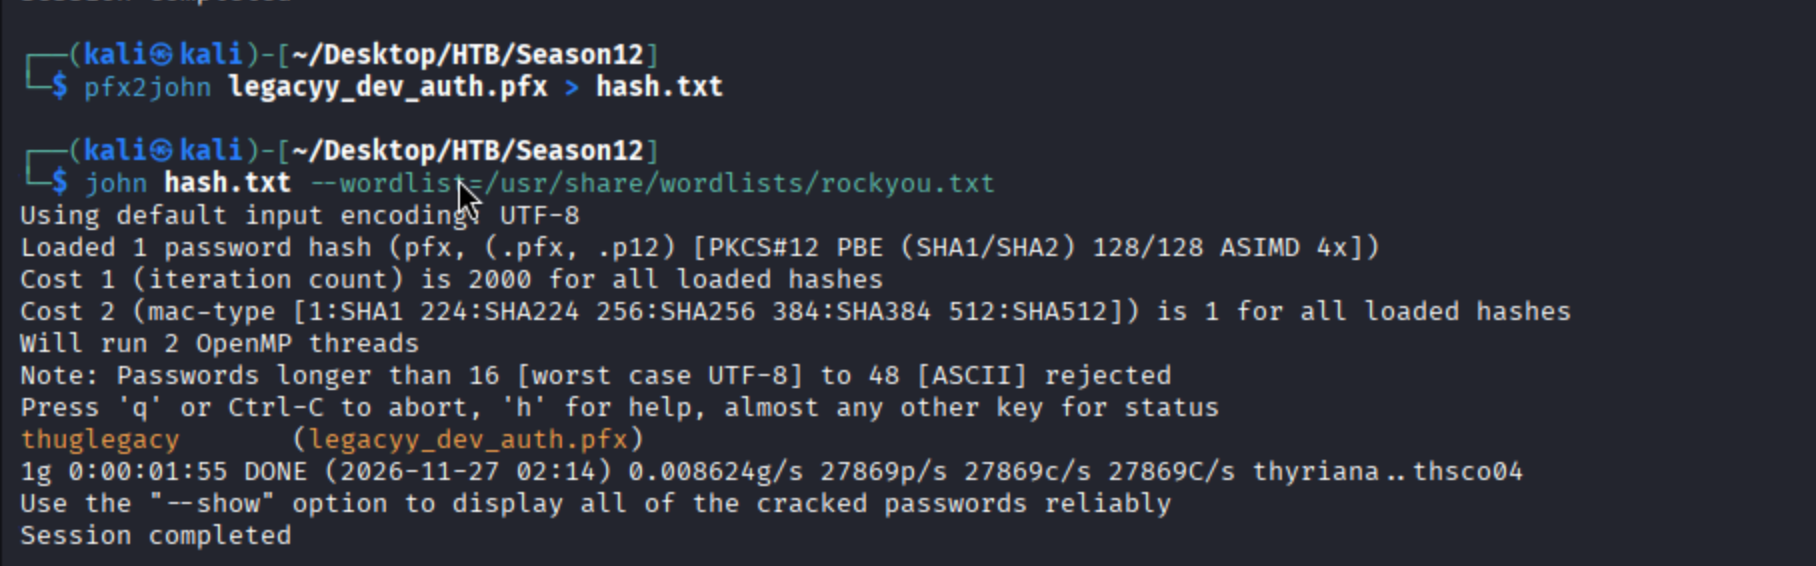 ┌──(kali㉿kali)-[~/Desktop/HTB/Season12]
└─$ pfx2john legacyy_dev_auth.pfx > hash.txt
┌──(kali㉿kali)-[~/Desktop/HTB/Season12]
└─$ john hash.txt --wordlist=/usr/share/wordlists/rockyou.txt
Using default input encoding: UTF-8
Loaded 1 password hash (pfx, (.pfx, .p12) [PKCS#12 PBE (SHA1/SHA2) 128/128 ASIMD 4x])
Cost 1 (iteration count) is 2000 for all loaded hashes
Cost 2 (mac-type [1:SHA1 224:SHA224 256:SHA256 384:SHA384 512:SHA512]) is 1 for all loaded hashes
Will run 2 OpenMP threads
Note: Passwords longer than 16 [worst case UTF-8] to 48 [ASCII] rejected
Press 'q' or Ctrl-C to abort, 'h' for help, almost any other key for status
thuglegacy       (legacyy_dev_auth.pfx)
1g 0:00:01:55 DONE (2026-11-27 02:14) 0.008624g/s 27869p/s 27869c/s 27869C/s thyriana..thsco04
Use the "--show" option to display all of the cracked passwords reliably
Session completed